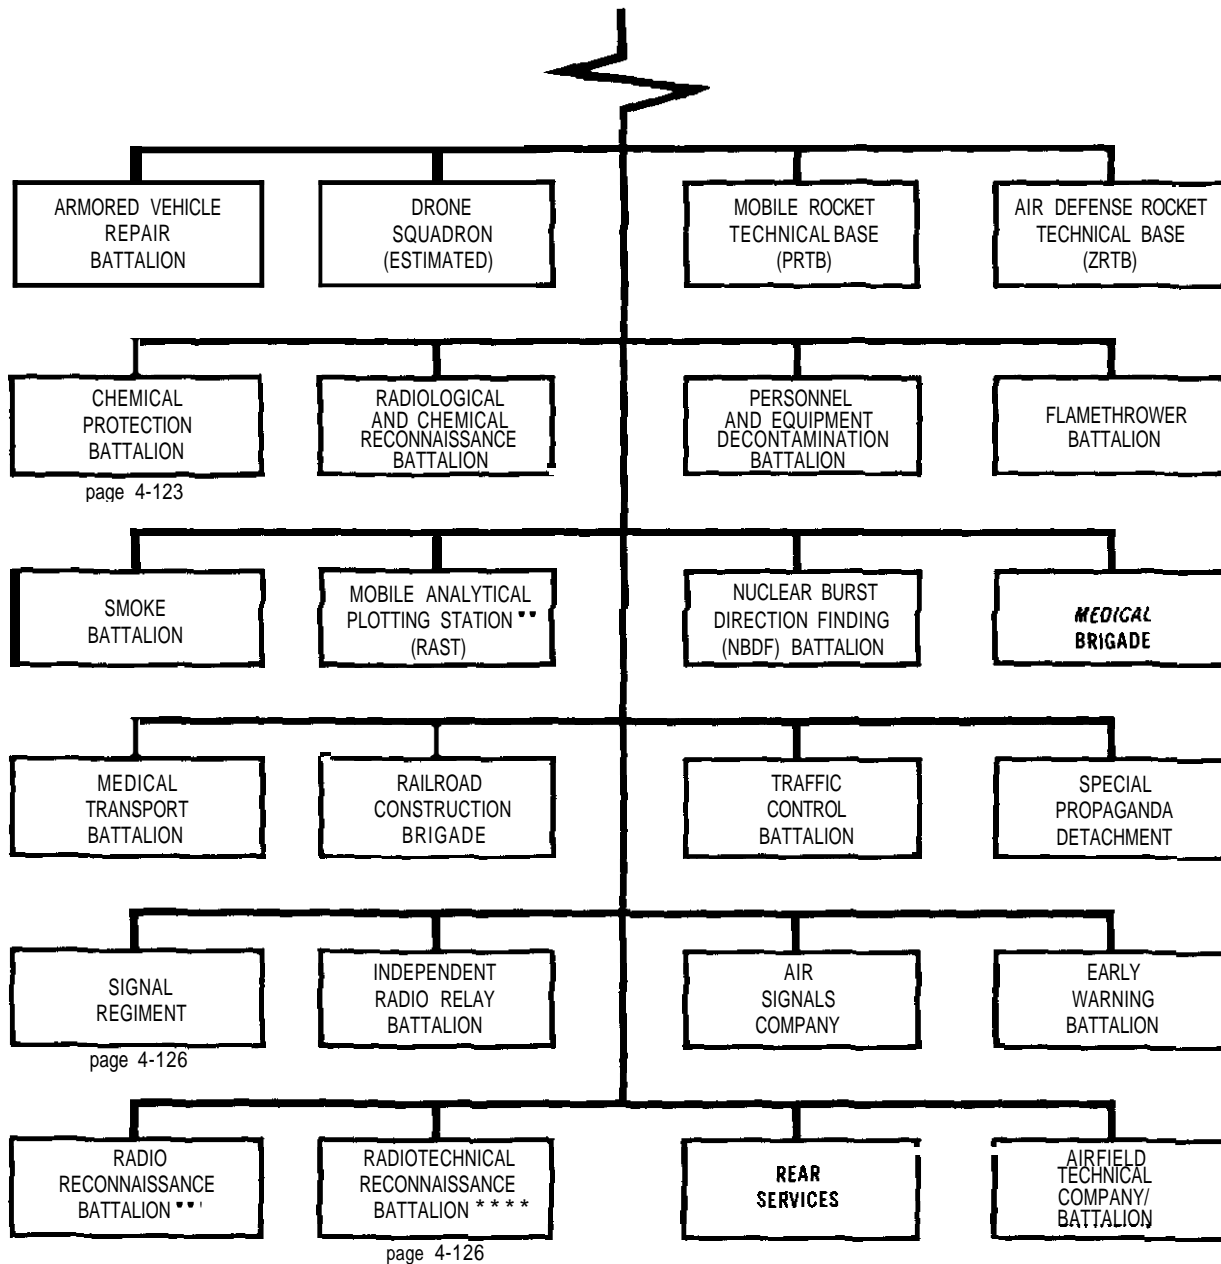 ARMORED VEHICLE
REPAIR
BATTALION
DRONE
SQUADRON
(ESTIMATED)
MOBILE ROCKET
TECHNICAL BASE
(PRTB)
AIR DEFENSE ROCKET
TECHNICAL BASE
(ZRTB)
CHEMICAL
PROTECTION
BATTALION
page 4-123
RADIOLOGICAL
AND CHEMICAL
RECONNAISSANCE
BATTALION
PERSONNEL
AND EQUIPMENT
DECONTAMINATION
BATTALION
FLAMETHROWER
BATTALION
SMOKE
BATTALION
MOBILE ANALYTICAL
PLOTTING STATION **
(RAST)
NUCLEAR BURST
DIRECTION FINDING
(NBDF) BATTALION
MEDICAL
BRIGADE
MEDICAL
TRANSPORT
BATTALION
RAILROAD
CONSTRUCTION
BRIGADE
TRAFFIC
CONTROL
BATTALION
SPECIAL
PROPAGANDA
DETACHMENT
SIGNAL
REGIMENT
page 4-126
INDEPENDENT
RADIO RELAY
BATTALION
AIR
SIGNALS
COMPANY
EARLY
WARNING
BATTALION
RADIO
RECONNAISSANCE
BATTALION ***
RADIOTECHNICAL
RECONNAISSANCE
BATTALION ****
page 4-126
REAR
SERVICES
AIRFIELD
TECHNICAL
COMPANY/
BATTALION